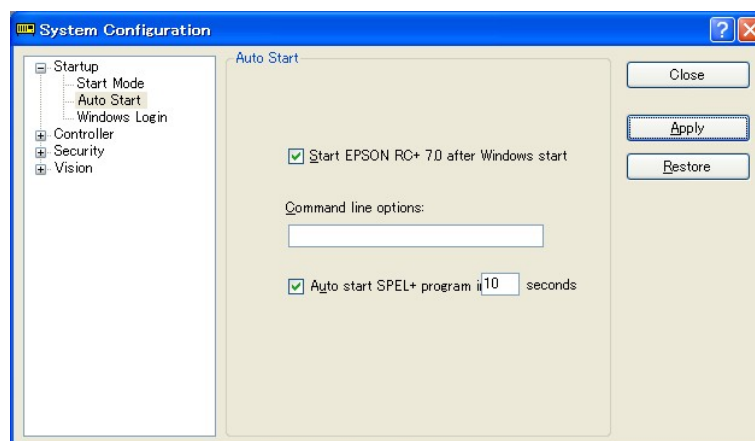 System Configuration
Startup
Start Mode
Auto Start
Windows Login
Controller
Security
Vision
Auto Start
Start EPSON RC+ 7.0 after Windows start
Command line options:
Auto start SPEL+ program i 10 seconds
Close
Apply
Restore